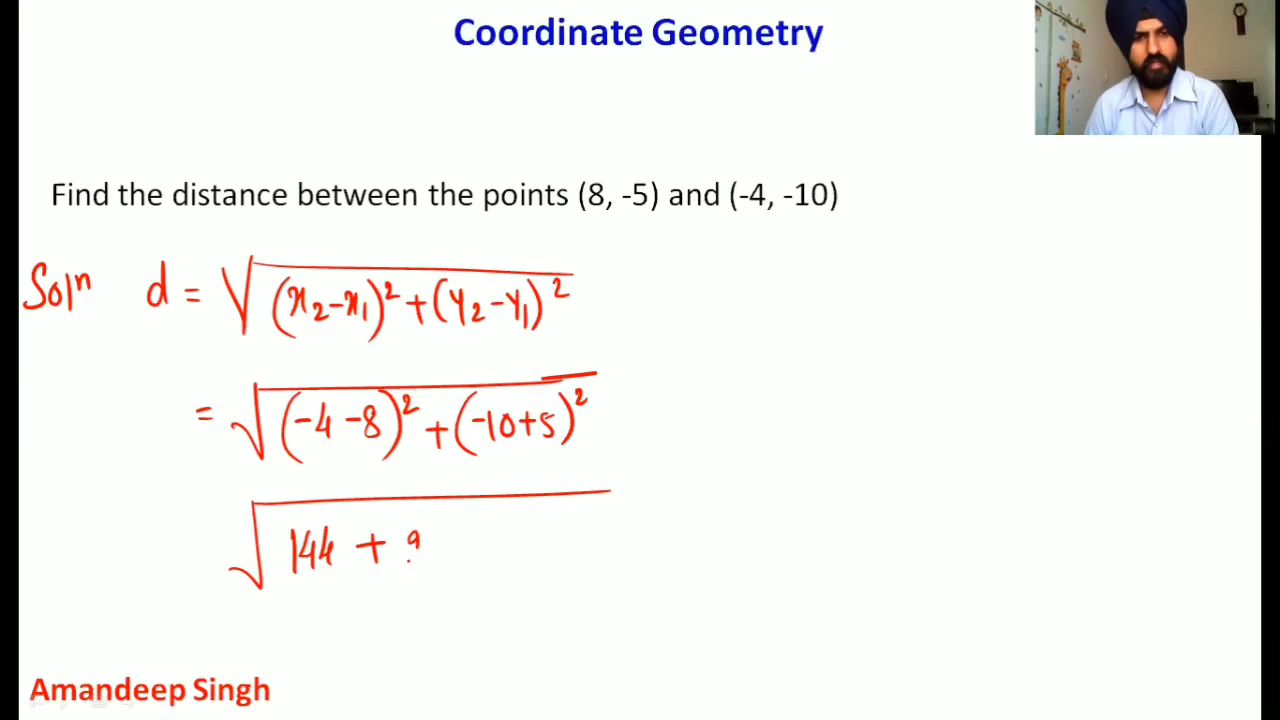 Coordinate Geometry
Find the distance between the points (8, -5) and (-4, -10)
Solⁿ d = √((x₂-x₁)² + (y₂-y₁)²)
= √((-4-8)² + (-10+5)²)
√(144 +
Amandeep Singh